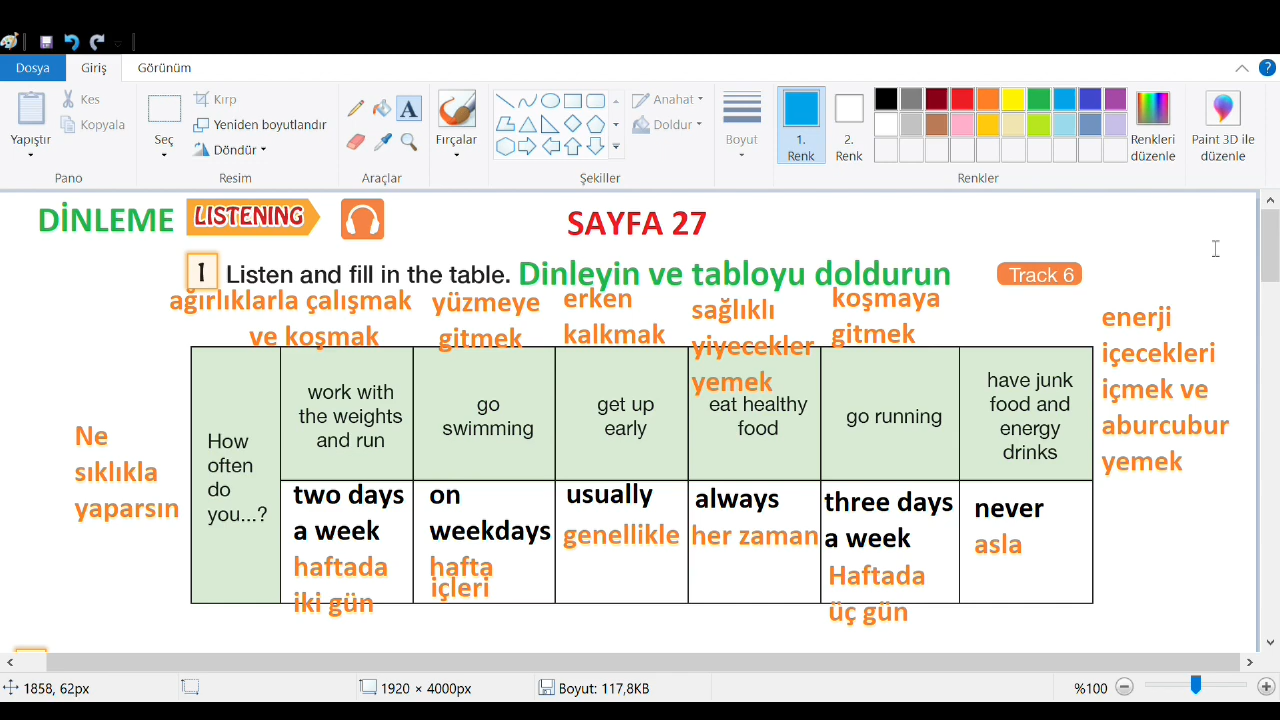 Dosya
Giriş
Görünüm
Yapıştır
Kes
Kopyala
Pano
Seç
Kırp
Yeniden boyutlandır
Döndür
Resim
A
Araçlar
Fırçalar
Anahat
Doldur
Şekiller
Boyut
1.
Renk
2.
Renk
Renkleri
düzenle
Renkler
Paint 3D ile
düzenle
?
DİNLEME
LISTENING
SAYFA 27
1 Listen and fill in the table. Dinleyin ve tabloyu doldurun
Track 6
ağırlıklarla çalışmak
ve koşmak
yüzmeye
gitmek
erken
kalkmak
sağlıklı
yiyecekler
yemek
koşmaya
gitmek
enerji
içecekleri
içmek ve
aburcubur
yemek
work with
the weights
and run
go
swimming
get up
early
eat healthy
food
go running
have junk
food and
energy
drinks
Ne
sıklıkla
yaparsın
How
often
do
you...?
two days
a week
haftada
iki gün
on
weekdays
hafta
içleri
usually
genellikle
always
her zaman
three days
a week
Haftada
üç gün
never
asla
1858, 62px
1920 × 4000px
Boyut: 117,8KB
%100